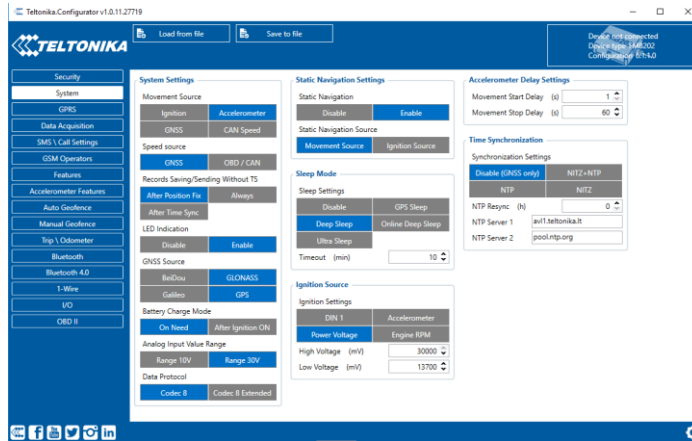 Teltonika.Configurator v1.0.11.27719
Load from file
Save to file
TELTONIKA
Device not connected
Security
System
GPRS
Data Acquisition
SMS \ Call Settings
GSM Operators
Features
Accelerometer Features
Auto Geofence
Manual Geofence
Trip \ Odometer
Bluetooth
Bluetooth 4.0
1-Wire
I/O
OBD II
System Settings
Movement Source
Ignition Accelerometer
GNSS CAN Speed
Speed source
GNSS OBD / CAN
Records Saving/Sending Without TS
After Position Fix Always
After Time Sync
LED Indication
Disable Enable
GNSS Source
BeiDou GLONASS
Galileo GPS
Battery Charge Mode
On Need After Ignition ON
Analog Input Value Range
Range 10V Range 30V
Data Protocol
Codec 8 Codec 8 Extended
Static Navigation Settings
Static Navigation
Disable Enable
Static Navigation Source
Movement Source Ignition Source
Sleep Mode
Sleep Settings
Disable GPS Sleep
Deep Sleep Online Deep Sleep
Ultra Sleep
Timeout (min) 10
Ignition Source
Ignition Settings
DIN 1 Accelerometer
Power Voltage Engine RPM
High Voltage (mV) 30000
Low Voltage (mV) 13700
Accelerometer Delay Settings
Movement Start Delay (s) 1
Movement Stop Delay (s) 60
Time Synchronization
Synchronization Settings
Disable (GNSS only) NITZ+NTP
NTP NITZ
NTP Resync (h) 0
NTP Server 1 avl1.teltonika.lt
NTP Server 2 pool.ntp.org